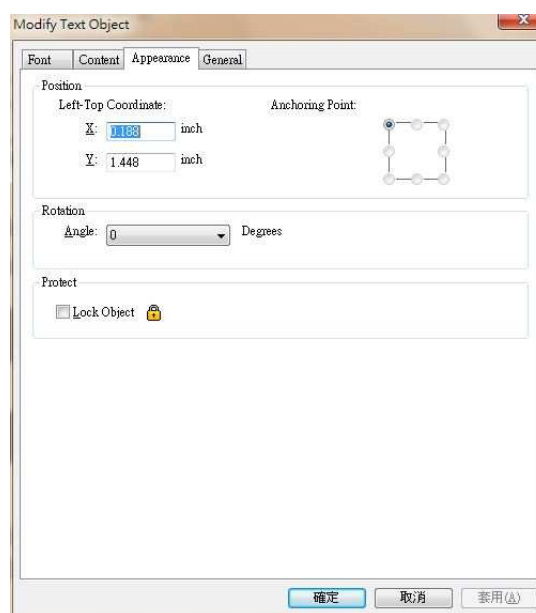 Modify Text Object
Font Content Appearance General
Position
Left-Top Coordinate: Anchoring Point:
X: 0.188 inch
Y: 1.448 inch
Rotation
Angle: 0 Degrees
Protect
Lock Object
確定 取消 套用(A)